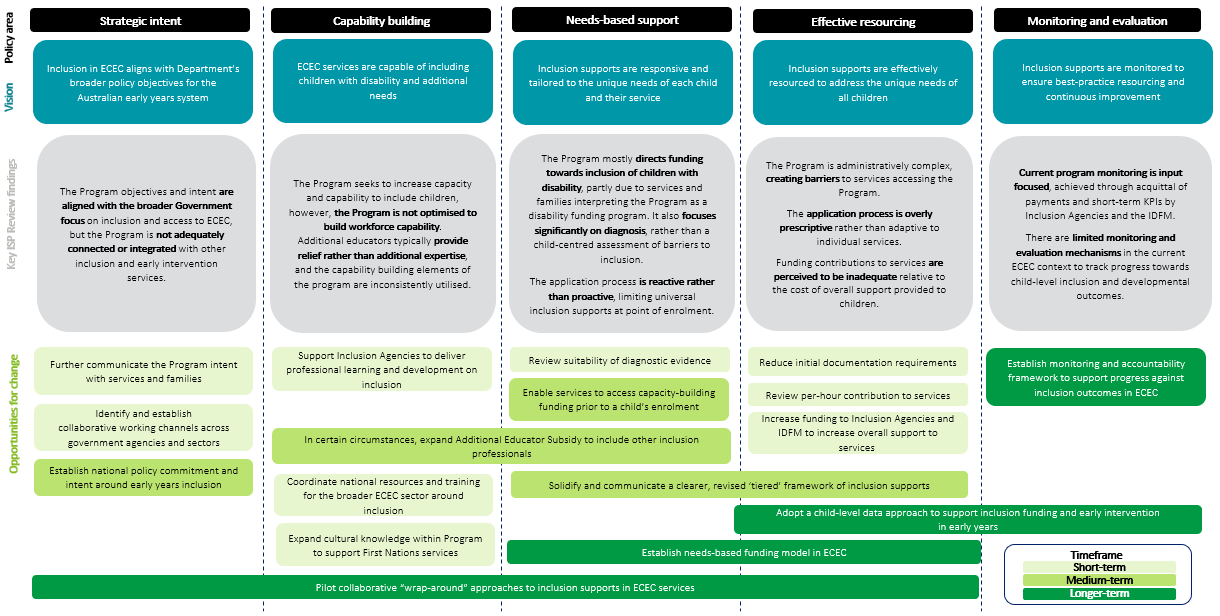 Policy area
Strategic intent
Capability building
Needs-based support
Effective resourcing
Monitoring and evaluation
Vision
Inclusion in ECEC aligns with Department's
broader policy objectives for the
Australian early years system
ECEC services are capable of including
children with disability and additional
needs
Inclusion supports are responsive and
tailored to the unique needs of each child
and their service
Inclusion supports are effectively
resourced to address the unique needs of
all children
Inclusion supports are monitored to
ensure best-practice resourcing and
continuous improvement
Key ISP Review findings
The Program objectives and intent are
aligned with the broader Government
focus on inclusion and access to ECEC,
but the Program is not adequately
connected or integrated with other
inclusion and early intervention
services.
The Program seeks to increase capacity
and capability to include children,
however, the Program is not optimised to
build workforce capability.
Additional educators typically provide
relief rather than additional expertise,
and the capability building elements of
the program are inconsistently utilised.
The Program mostly directs funding
towards inclusion of children with
disability, partly due to services and
families interpreting the Program as a
disability funding program. It also focuses
significantly on diagnosis, rather than a
child-centred assessment of barriers to
inclusion.
The application process is reactive rather
than proactive, limiting universal
inclusion supports at point of enrolment.
The Program is administratively complex,
creating barriers to services accessing the
Program.
The application process is overly
prescriptive rather than adaptive to
individual services.
Funding contributions to services are
perceived to be inadequate relative to
the cost of overall support provided to
children.
Current program monitoring is input
focused, achieved through acquittal of
payments and short-term KPIs by
Inclusion Agencies and the IDFM.
There are limited monitoring and
evaluation mechanisms in the current
ECEC context to track progress towards
child-level inclusion and developmental
outcomes.
Opportunities for change
Further communicate the Program intent
with services and families
Identify and establish
collaborative working channels across
government agencies and sectors
Establish national policy commitment and
intent around early years inclusion
Support Inclusion Agencies to deliver
professional learning and development on
inclusion
Review suitability of diagnostic evidence
Enable services to access capacity-building
funding prior to a child's enrolment
Reduce initial documentation requirements
Review per-hour contribution to services
Increase funding to Inclusion Agencies and
IDFM to increase overall support to
services
Establish monitoring and accountability
framework to support progress against
inclusion outcomes in ECEC
In certain circumstances, expand Additional Educator Subsidy to include other inclusion
professionals
Coordinate national resources and training
for the broader ECEC sector around
inclusion
Solidify and communicate a clearer, revised 'tiered' framework of inclusion supports
Expand cultural knowledge within Program
to support First Nations services
Adopt a child-level data approach to support inclusion funding and early intervention
in early years
Establish needs-based funding model in ECEC
Pilot collaborative "wrap-around" approaches to inclusion supports in ECEC services
Timeframe
Short-term
Medium-term
Longer-term